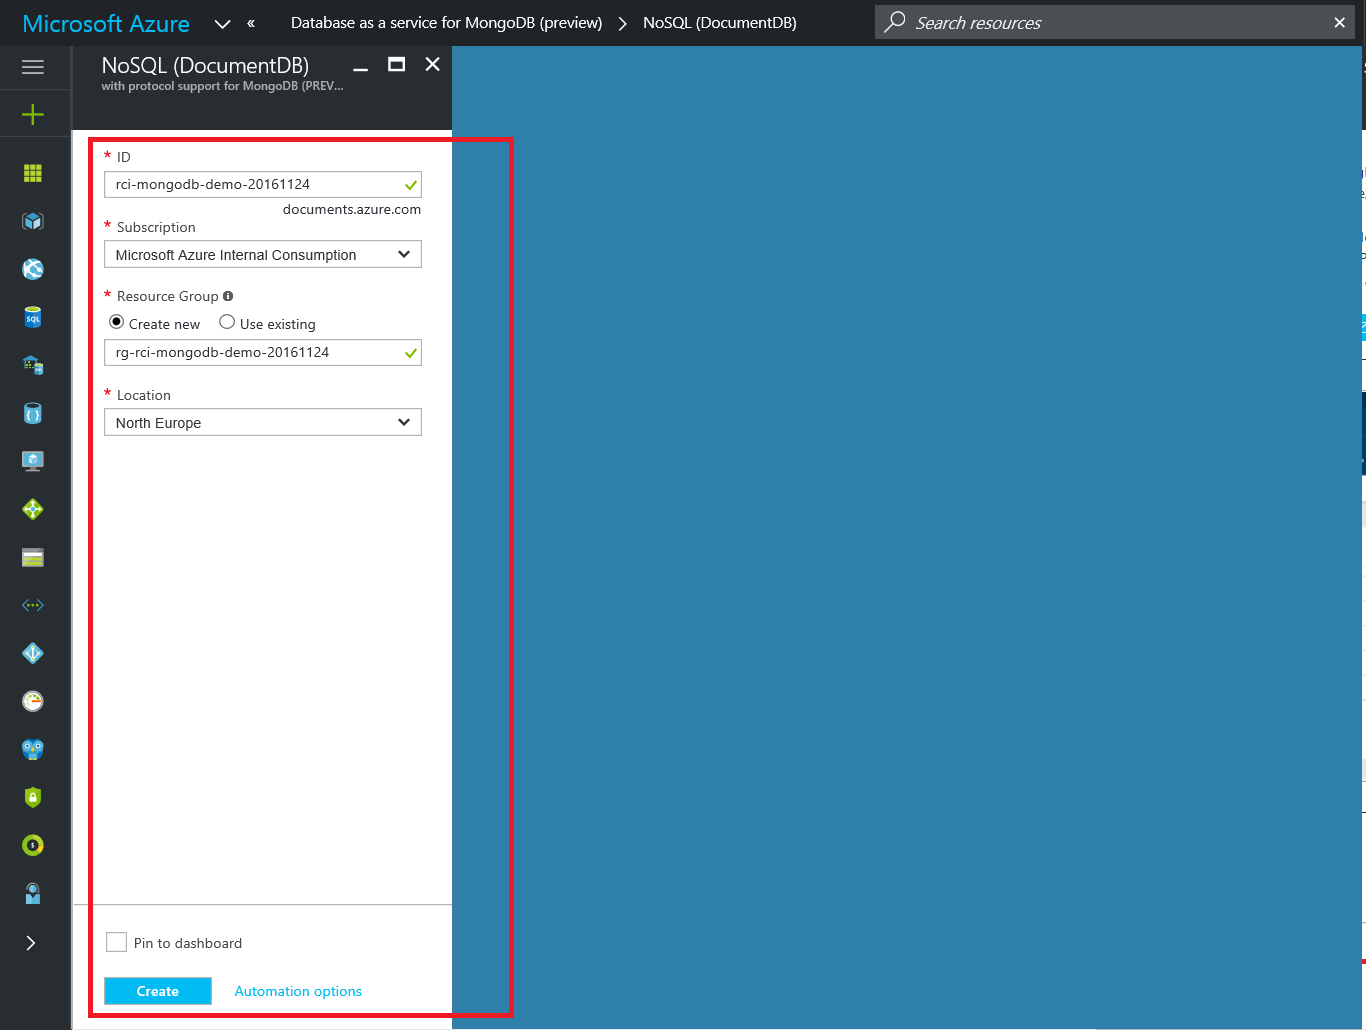 Microsoft Azure « Database as a service for MongoDB (preview) > NoSQL (DocumentDB) Search resources
NoSQL (DocumentDB)
with protocol support for MongoDB (PREV...
* ID
rci-mongodb-demo-20161124
documents.azure.com
* Subscription
Microsoft Azure Internal Consumption
* Resource Group
Create new Use existing
rg-rci-mongodb-demo-20161124
* Location
North Europe
Pin to dashboard
Create Automation options